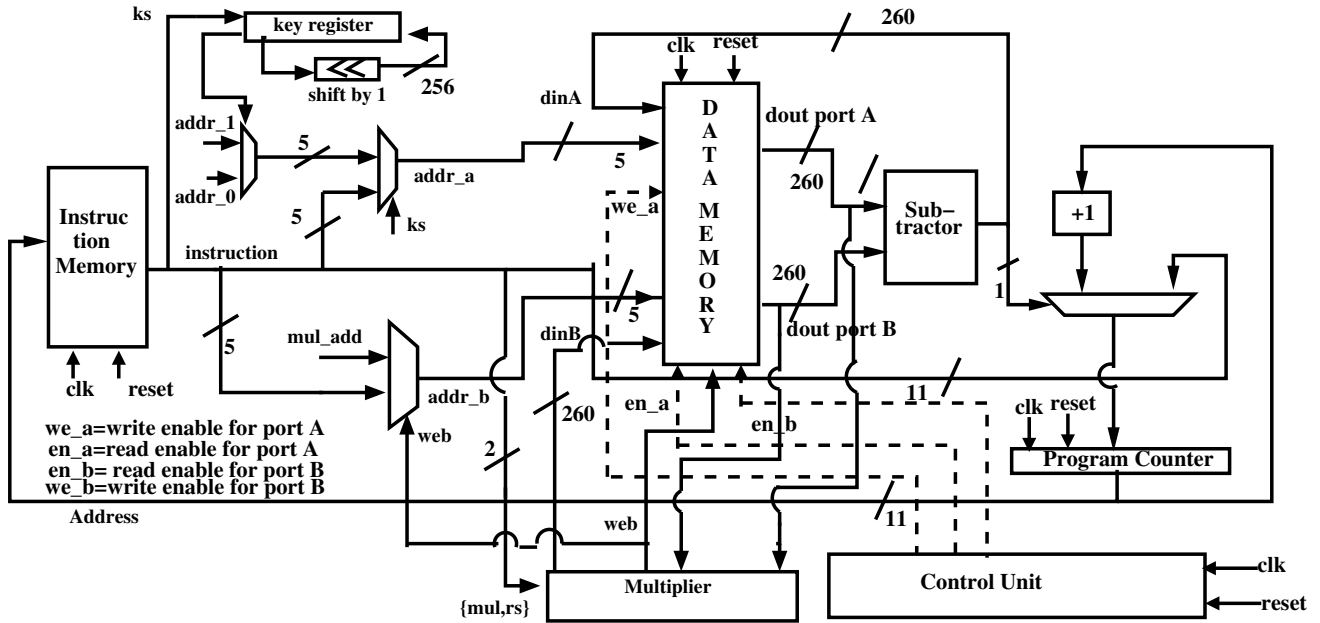 ks
key register
260
clk
reset
256
shift by 1
dinA
D
A
T
A
M
E
M
O
R
Y
dout port A
addr_1
5
5
260
addr_0
addr_a
we_a
+1
Instruc
tion
Memory
5
ks
Sub-
tractor
instruction
260
1
5
5
mul_add
dinB
dout port B
clk
reset
addr_b
260
en_a
11
web
en_b
clk
reset
we_a=write enable for port A
en_a=read enable for port A
en_b= read enable for port B
we_b=write enable for port B
2
Program Counter
Address
web
11
{mul,rs}
Multiplier
Control Unit
clk
reset